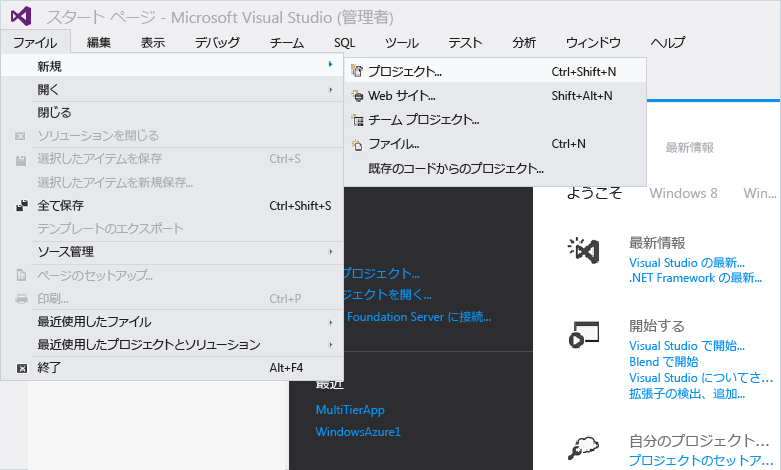 スタート ページ - Microsoft Visual Studio (管理者)
ファイル 編集 表示 デバッグ チーム SQL ツール テスト 分析 ウィンドウ ヘルプ
新規
開く
閉じる
ソリューションを閉じる
選択したアイテムを保存 Ctrl+S
選択したアイテムを新規保存...
全て保存 Ctrl+Shift+S
テンプレートのエクスポート
ソース管理
ページのセットアップ...
印刷... Ctrl+P
最近使用したファイル
最近使用したプロジェクトとソリューション
終了 Alt+F4
プロジェクト... Ctrl+Shift+N
Web サイト... Shift+Alt+N
チーム プロジェクト...
ファイル... Ctrl+N
既存のコードからのプロジェクト...
プロジェクト...
ジェクトを開く...
Foundation Server に接続...
最近
MultiTierApp
WindowsAzure1
最新情報
ようこそ Windows 8 Win...
最新情報
Visual Studio の最新...
.NET Framework の最新...
開始する
Visual Studio で開始...
Blend で開始
Visual Studio についてさ...
拡張子の検出、追加...
自分のプロジェクト...
プロジェクトのセットア...